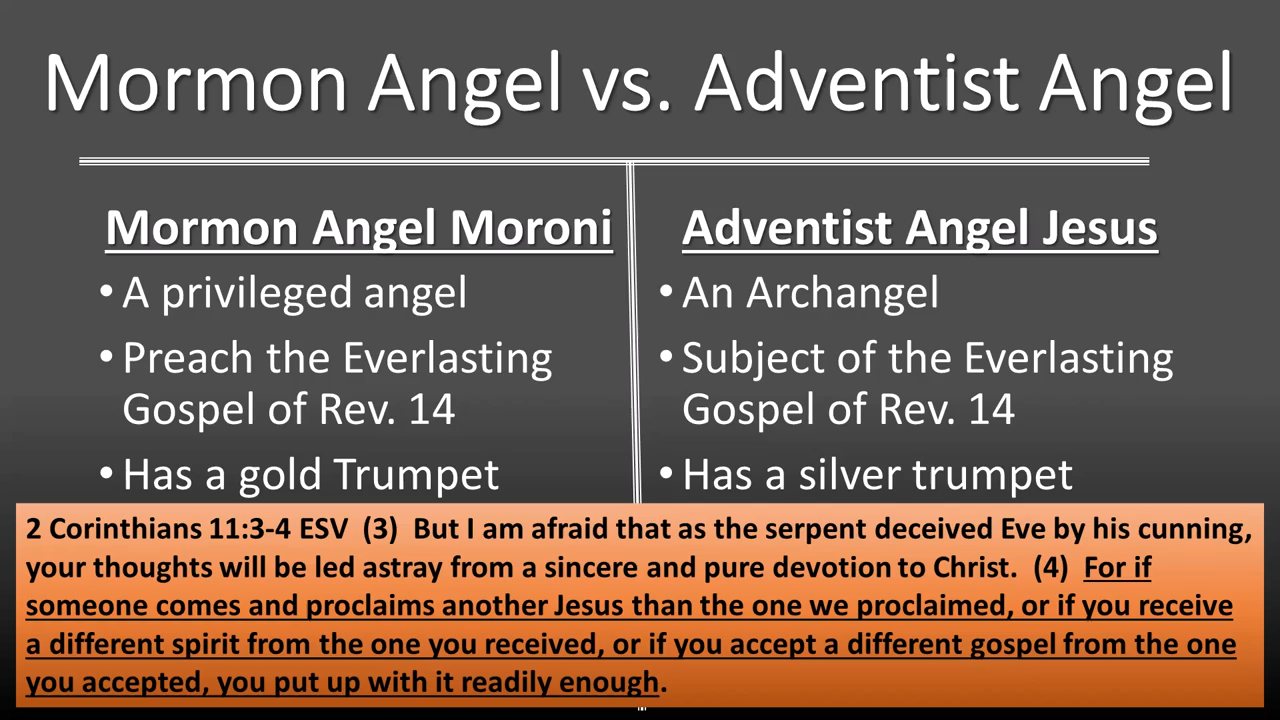 Mormon Angel vs. Adventist Angel
Mormon Angel Moroni
• A privileged angel
• Preach the Everlasting
Gospel of Rev. 14
• Has a gold Trumpet
Adventist Angel Jesus
• An Archangel
• Subject of the Everlasting
Gospel of Rev. 14
• Has a silver trumpet
2 Corinthians 11:3-4 ESV (3) But I am afraid that as the serpent deceived Eve by his cunning,
your thoughts will be led astray from a sincere and pure devotion to Christ. (4) For if
someone comes and proclaims another Jesus than the one we proclaimed, or if you receive
a different spirit from the one you received, or if you accept a different gospel from the one
you accepted, you put up with it readily enough.